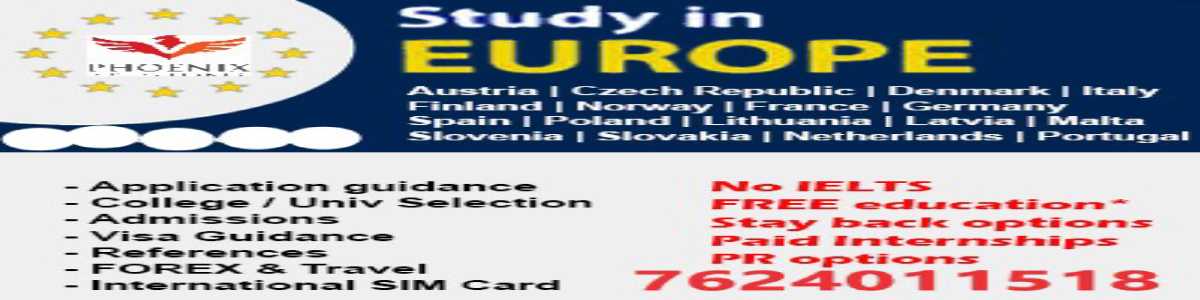 PHOENIX
Study in
EUROPE
Austria | Czech Republic | Denmark | Italy
Finland | Norway | France | Germany
Spain | Poland | Lithuania | Latvia | Malta
Slovenia | Slovakia | Netherlands | Portugal
- Application guidance
- College / Univ Selection
- Admissions
- Visa Guidance
- References
- FOREX & Travel
- International SIM Card
No IELTS
FREE education*
Stay back options
Paid Internships
PR options
7624011518